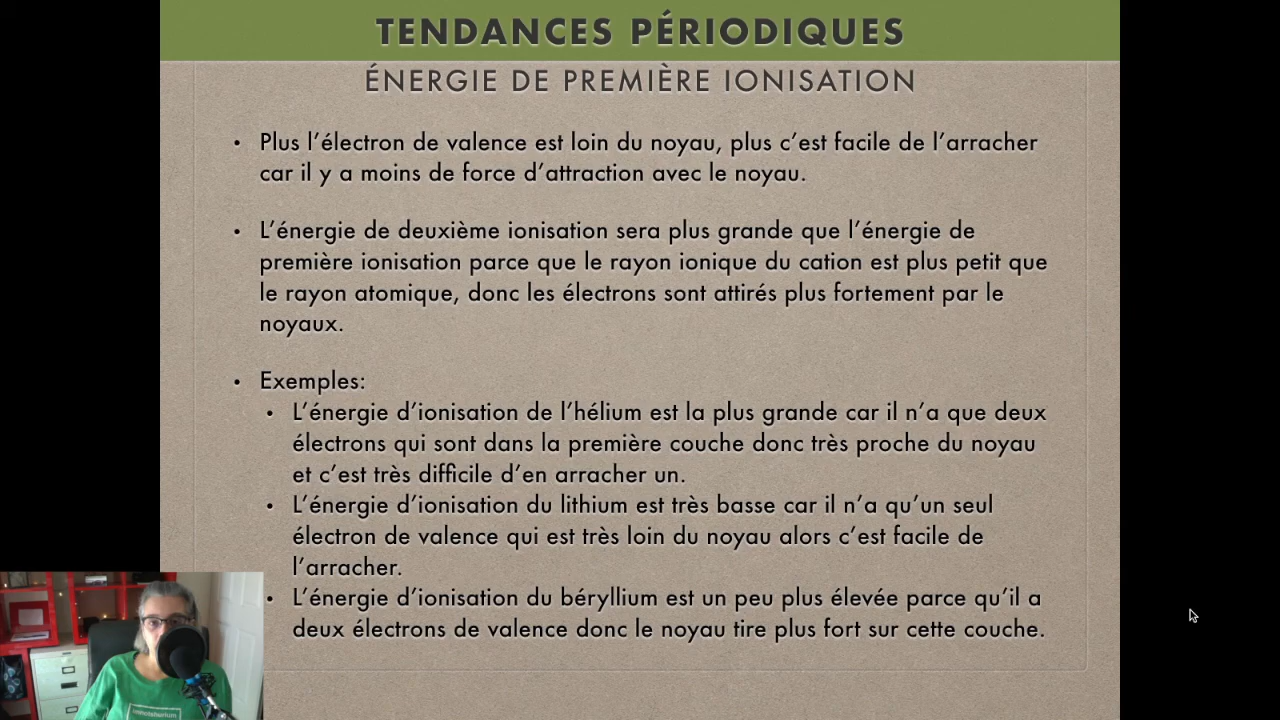 TENDANCES PÉRIODIQUES
ÉNERGIE DE PREMIÈRE IONISATION
• Plus l’électron de valence est loin du noyau, plus c’est facile de l’arracher
car il y a moins de force d’attraction avec le noyau.
• L’énergie de deuxième ionisation sera plus grande que l’énergie de
première ionisation parce que le rayon ionique du cation est plus petit que
le rayon atomique, donc les électrons sont attirés plus fortement par le
noyaux.
• Exemples:
• L’énergie d’ionisation de l’hélium est la plus grande car il n’a que deux
électrons qui sont dans la première couche donc très proche du noyau
et c’est très difficile d’en arracher un.
• L’énergie d’ionisation du lithium est très basse car il n’a qu’un seul
électron de valence qui est très loin du noyau alors c’est facile de
l’arracher.
• L’énergie d’ionisation du béryllium est un peu plus élevée parce qu’il a
deux électrons de valence donc le noyau tire plus fort sur cette couche.